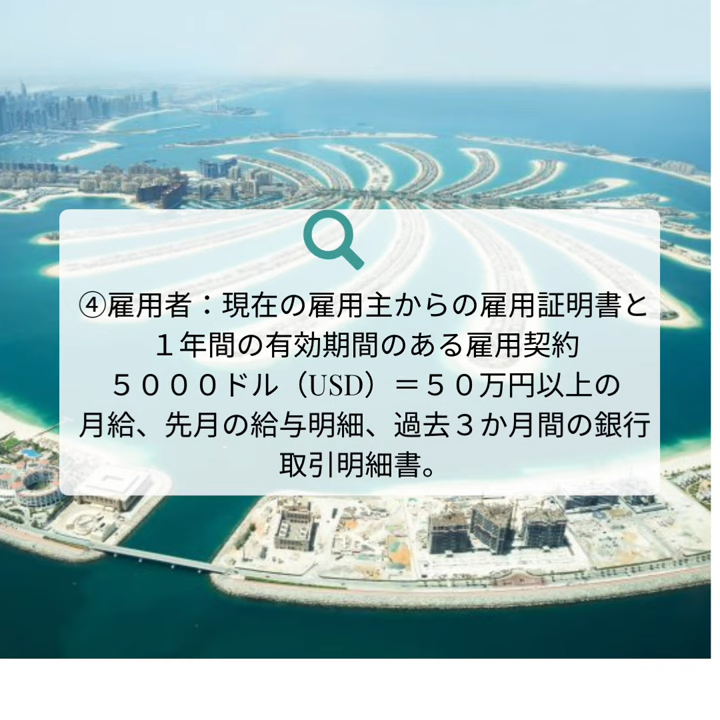 ④雇用者：現在の雇用主からの雇用証明書と
１年間の有効期間のある雇用契約
５０００ドル（USD）＝５０万円以上の
月給、先月の給与明細、過去３か月間の銀行
取引明細書。